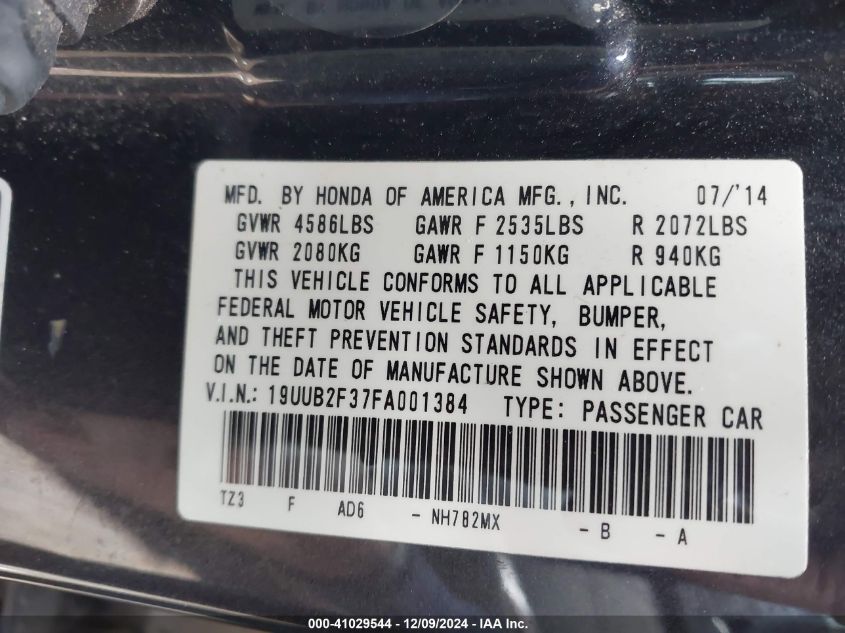 MFD. BY HONDA OF AMERICA MFG., INC. 07/'14
GVWR 4586LBS GAWR F 2535LBS R 2072LBS
GVWR 2080KG GAWR F 1150KG R 940KG
THIS VEHICLE CONFORMS TO ALL APPLICABLE
FEDERAL MOTOR VEHICLE SAFETY, BUMPER,
AND THEFT PREVENTION STANDARDS IN EFFECT
ON THE DATE OF MANUFACTURE SHOWN ABOVE.
V.I.N.: 19UUB2F37FA001384 TYPE: PASSENGER CAR
TZ3 F AD6 - NH782MX - B - A
000-41029544 - 12/09/2024 - IAA Inc.